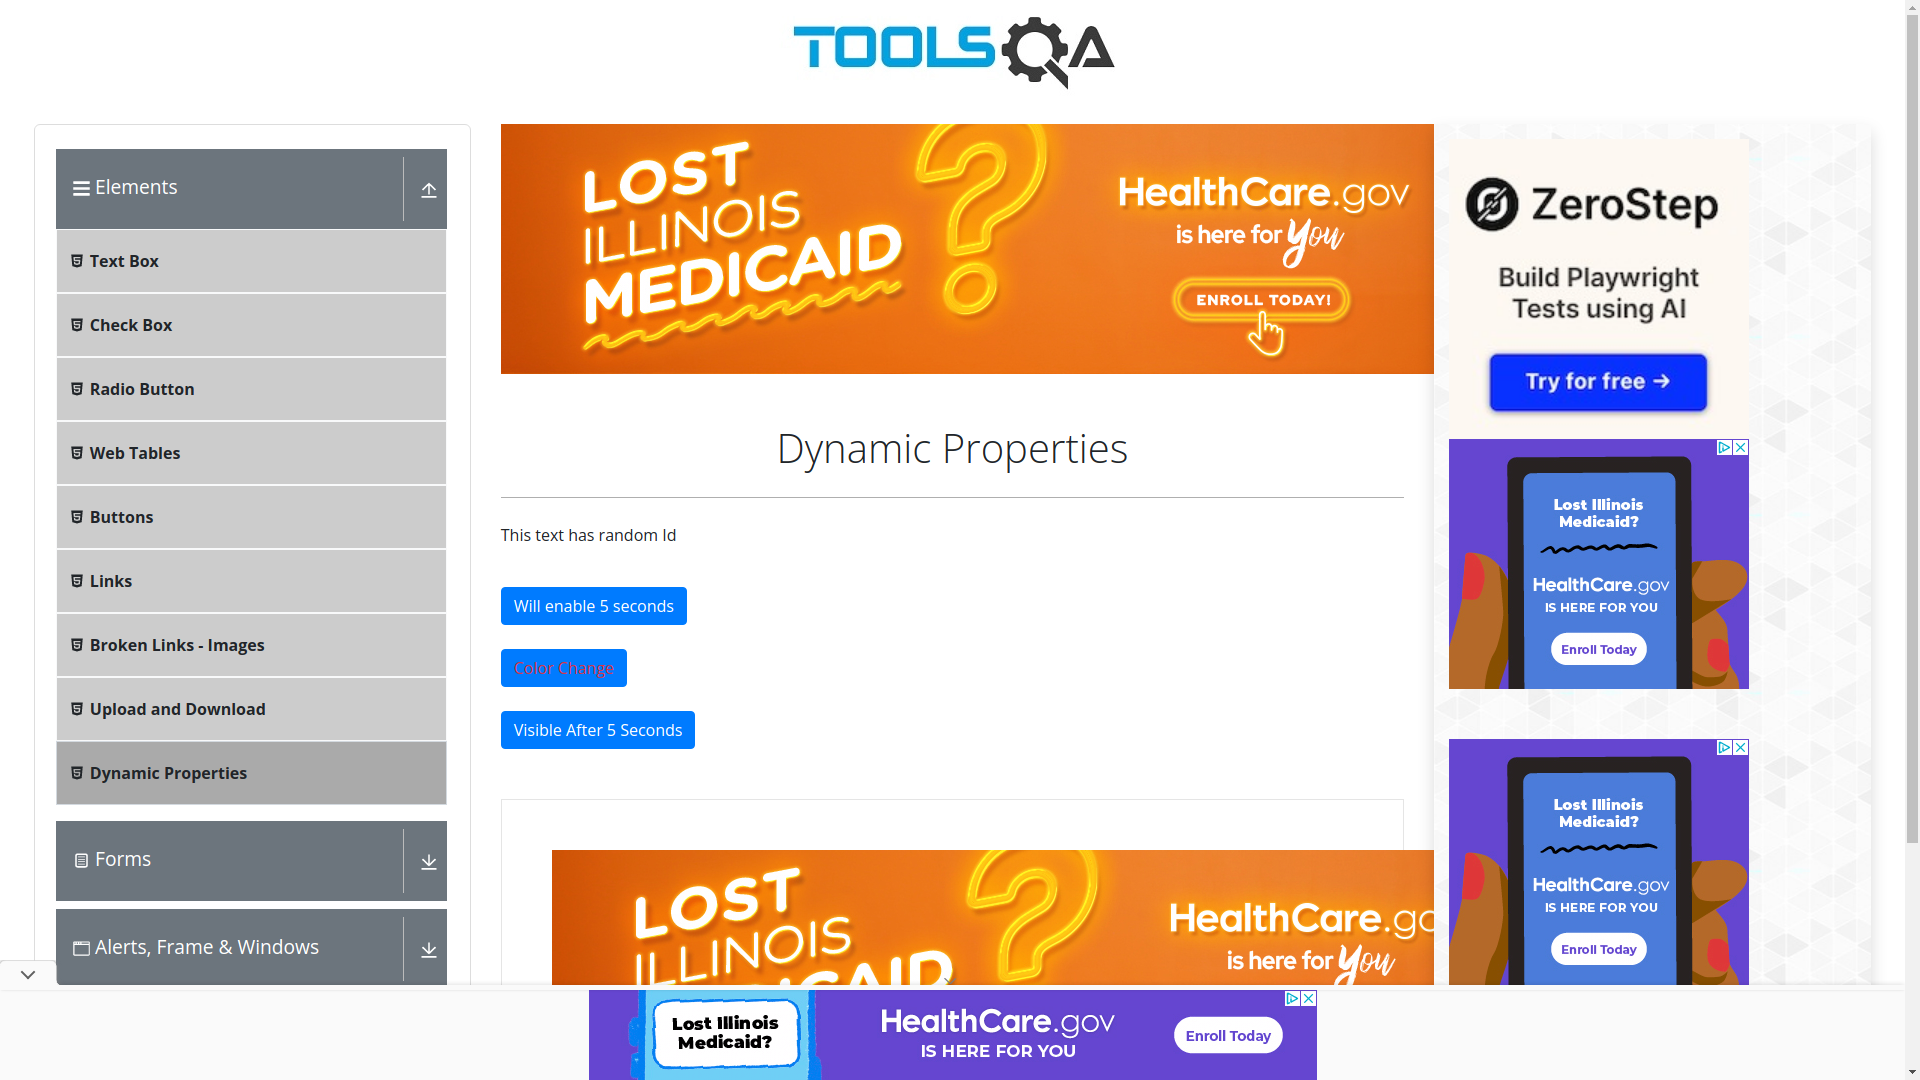 TOOLSQA
Elements
Text Box
Check Box
Radio Button
Web Tables
Buttons
Links
Broken Links - Images
Upload and Download
Dynamic Properties
Forms
Alerts, Frame & Windows
LOST
ILLINOIS
MEDICAID
?
HealthCare.gov
is here for you
ENROLL TODAY!
Dynamic Properties
This text has random Id
Will enable 5 seconds
Color Change
Visible After 5 Seconds
LOST
ILLINOIS
MEDICAID
?
HealthCare.go
is here for you
ZeroStep
Build Playwright
Tests using AI
Try for free →
Lost Illinois
Medicaid?
HealthCare.gov
IS HERE FOR YOU
Enroll Today
Lost Illinois
Medicaid?
HealthCare.gov
IS HERE FOR YOU
Enroll Today
Lost Illinois
Medicaid?
HealthCare.gov
IS HERE FOR YOU
Enroll Today